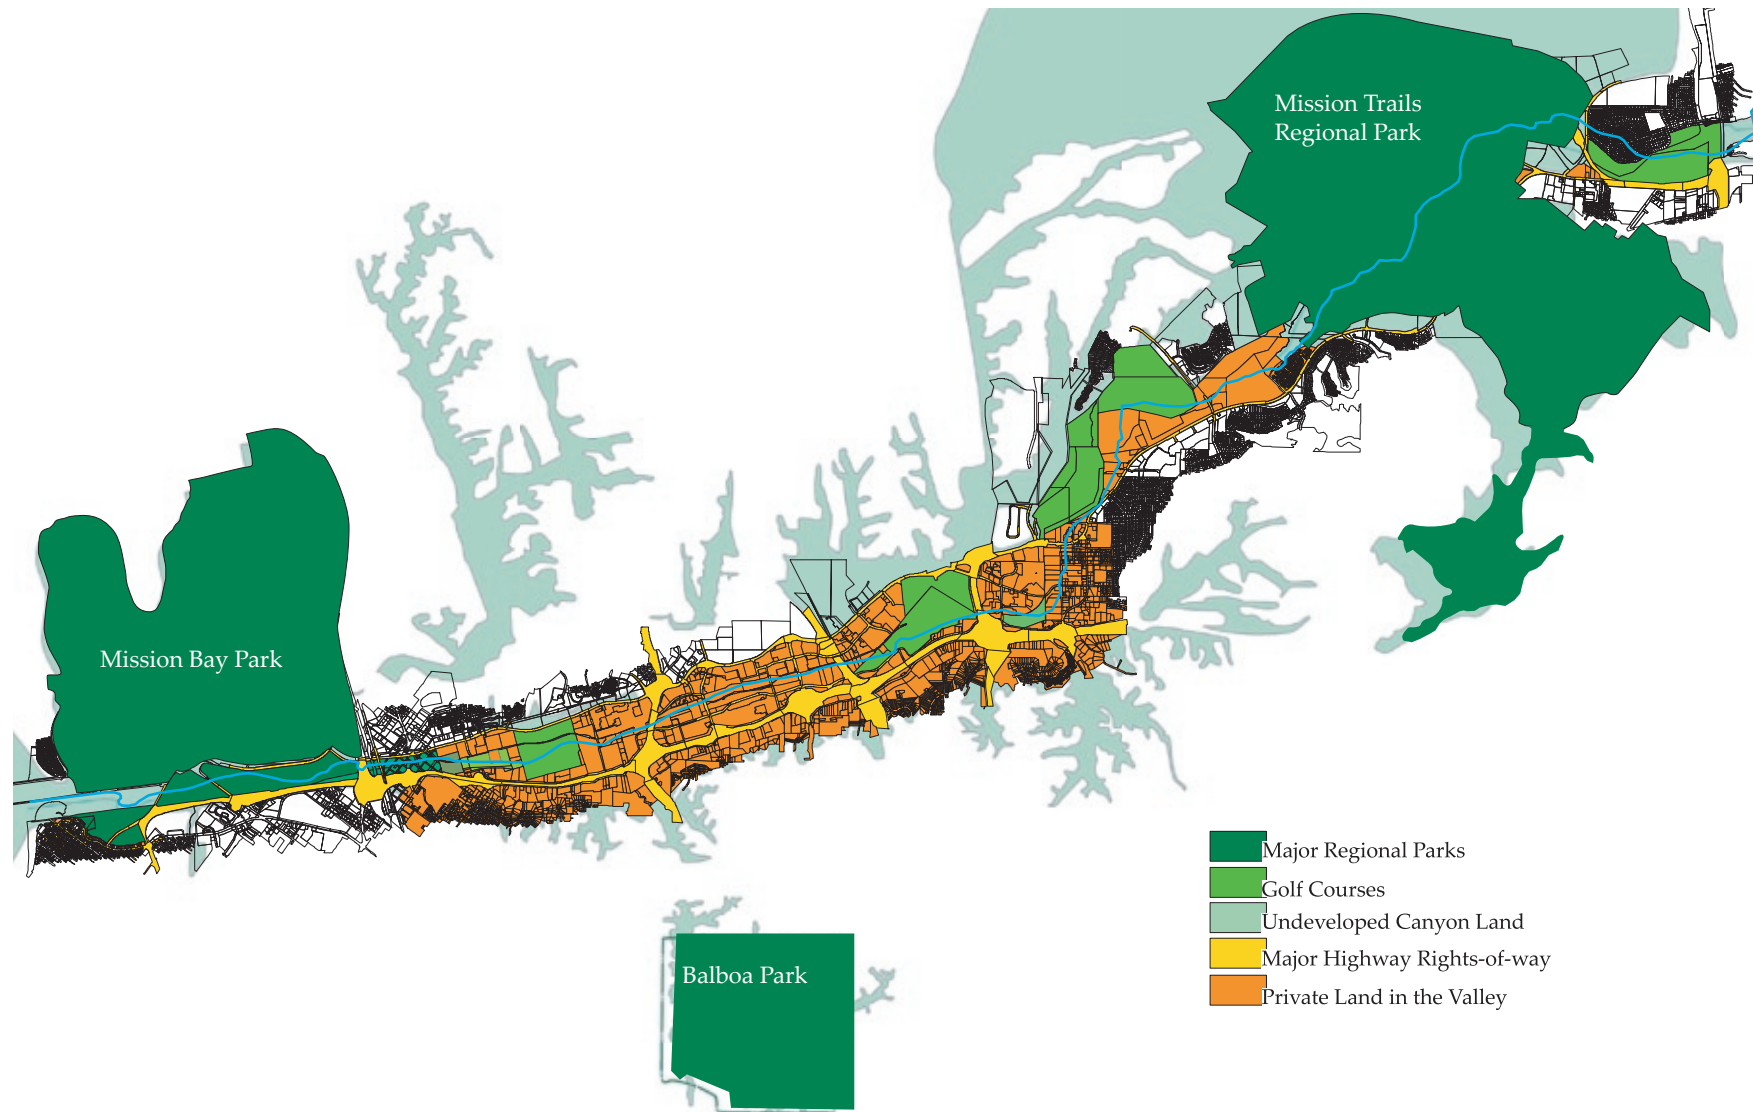 Mission Trails
Regional Park
Mission Bay Park
Balboa Park
Major Regional Parks
Golf Courses
Undeveloped Canyon Land
Major Highway Rights-of-way
Private Land in the Valley